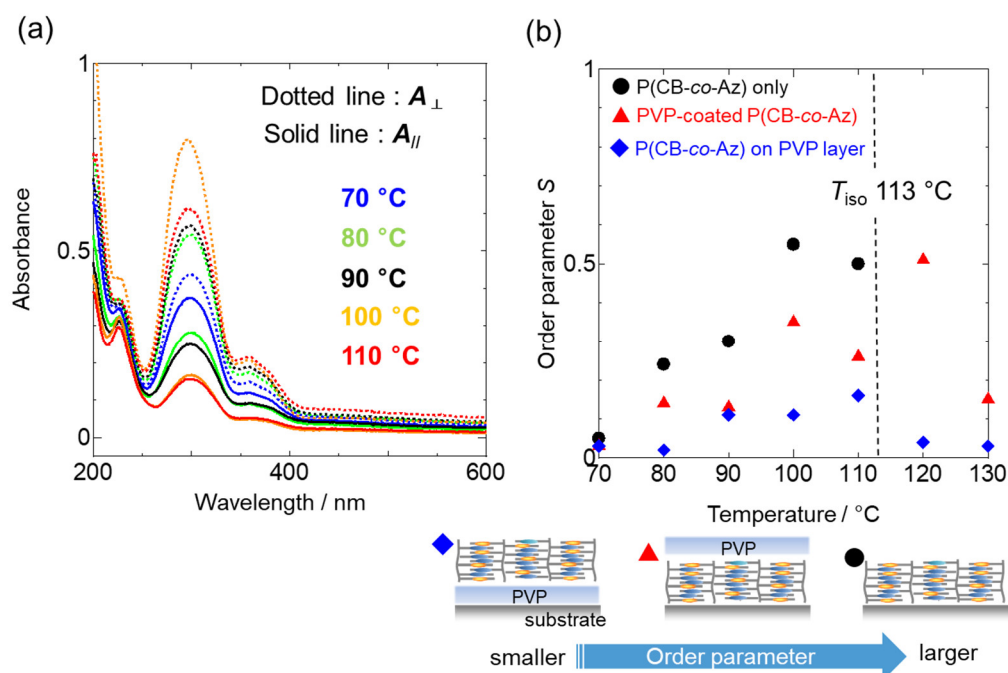 (a)
1
0.5
0
200
400
600
Absorbance
Wavelength / nm
Dotted line : A⊥
Solid line : A//
70 °C
80 °C
90 °C
100 °C
110 °C
(b)
1
0.5
0
70
80
90
100
110
120
130
Order parameter S
Temperature / °C
P(CB-co-Az) only
PVP-coated P(CB-co-Az)
P(CB-co-Az) on PVP layer
Tiso 113 °C
PVP
substrate
PVP
smaller
Order parameter
larger